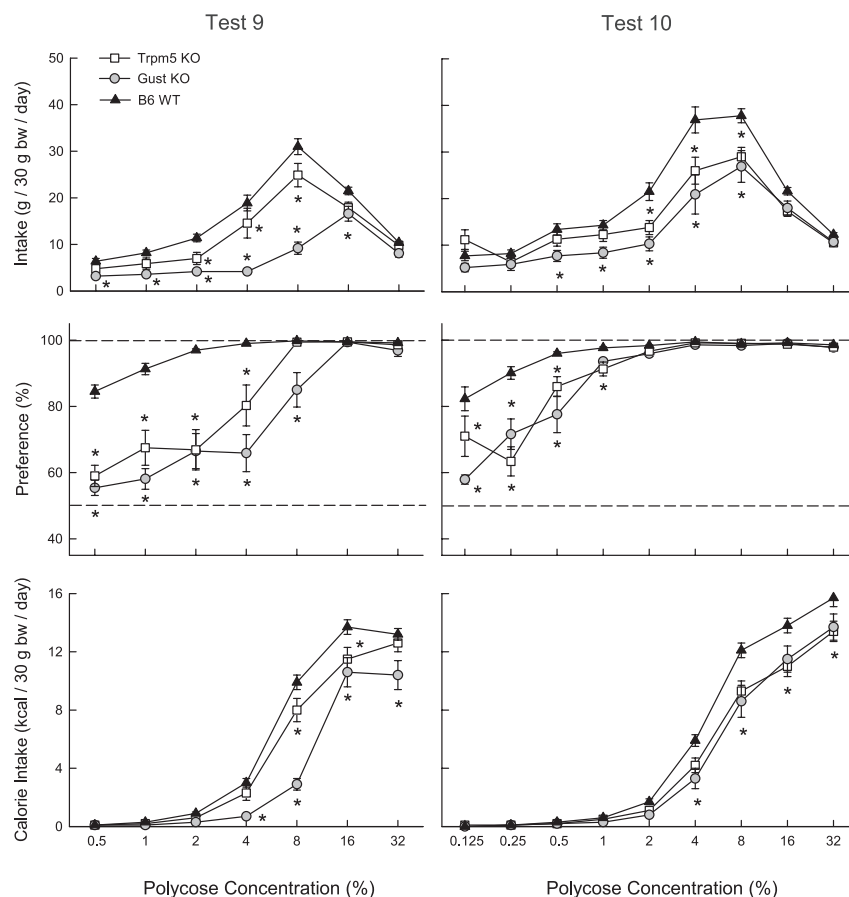 Test 9
Test 10
Trpm5 KO
Gust KO
B6 WT
Intake (g / 30 g bw / day)
50
40
30
20
10
0
* * * * * * * * *
* * * * * * * * *
Preference (%)
100
80
60
40
* * * * * * * * *
* * * * * * *
Calorie Intake (kcal / 30 g bw / day)
16
12
8
4
0
* * * * * *
* * * *
0.5 1 2 4 8 16 32
0.125 0.25 0.5 1 2 4 8 16 32
Polycose Concentration (%)
Polycose Concentration (%)